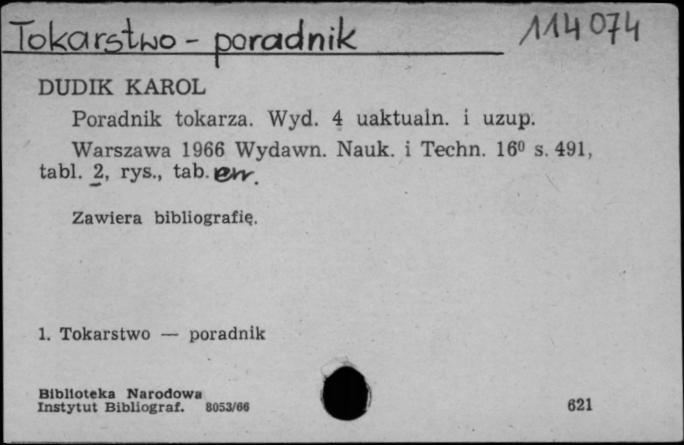 Tokarstwo - poradnik 114074
DUDIK KAROL
Poradnik tokarza. Wyd. 4 uaktualn. i uzup.
Warszawa 1966 Wydawn. Nauk. i Techn. 16⁰ s. 491,
tabl. 2, rys., tab. err.
Zawiera bibliografię.
1. Tokarstwo — poradnik
Biblioteka Narodowa
Instytut Bibliograf. 8053/66 621